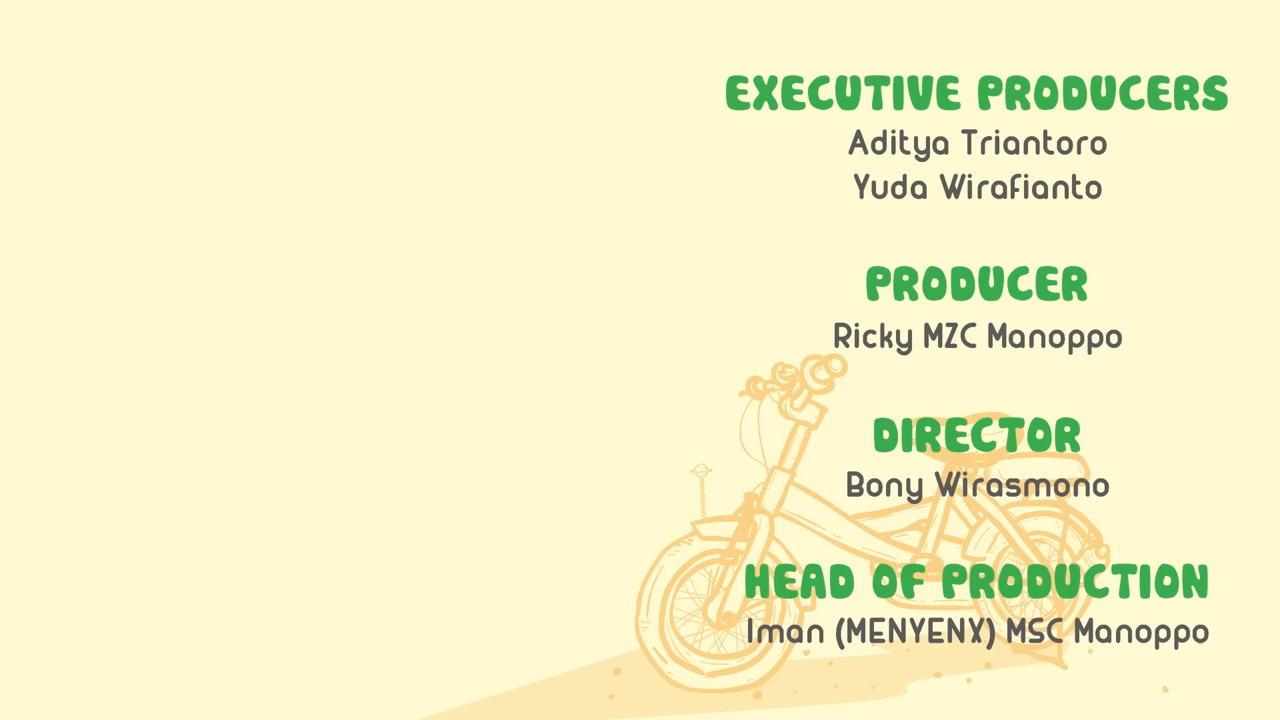 EXECUTIVE PRODUCERS
Aditya Triantoro
Yuda Wirafianto
PRODUCER
Ricky MZC Manoppo
DIRECTOR
Bony Wirasmono
HEAD OF PRODUCTION
Iman (MENYENX) MSC Manoppo